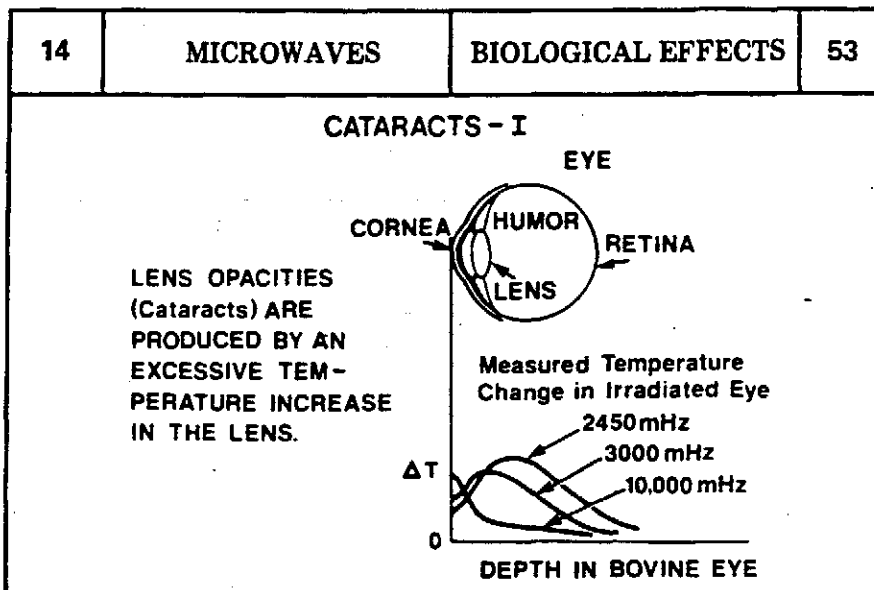 14 MICROWAVES BIOLOGICAL EFFECTS 53
CATARACTS - I
EYE
CORNEA
HUMOR
RETINA
LENS
LENS OPACITIES
(Cataracts) ARE
PRODUCED BY AN
EXCESSIVE TEM-
PERATURE INCREASE
IN THE LENS.
Measured Temperature
Change in Irradiated Eye
2450 mHz
3000 mHz
10,000 mHz
ΔT
0
DEPTH IN BOVINE EYE